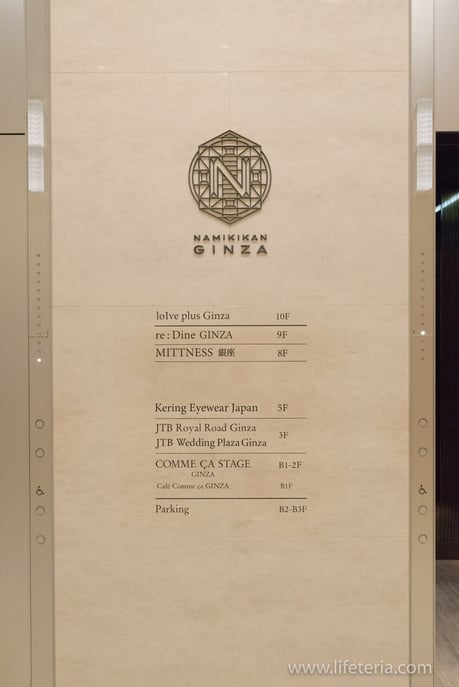 N
NAMIKIKAN
GINZA
loIve plus Ginza 10F
re : Dine GINZA 9F
MITTNESS 銀座 8F
Kering Eyewear Japan 5F
JTB Royal Road Ginza
JTB Wedding Plaza Ginza 3F
COMME ÇA STAGE B1-2F
GINZA
Café Comme ça GINZA B1F
Parking B2-B3F
www.lifeteria.com